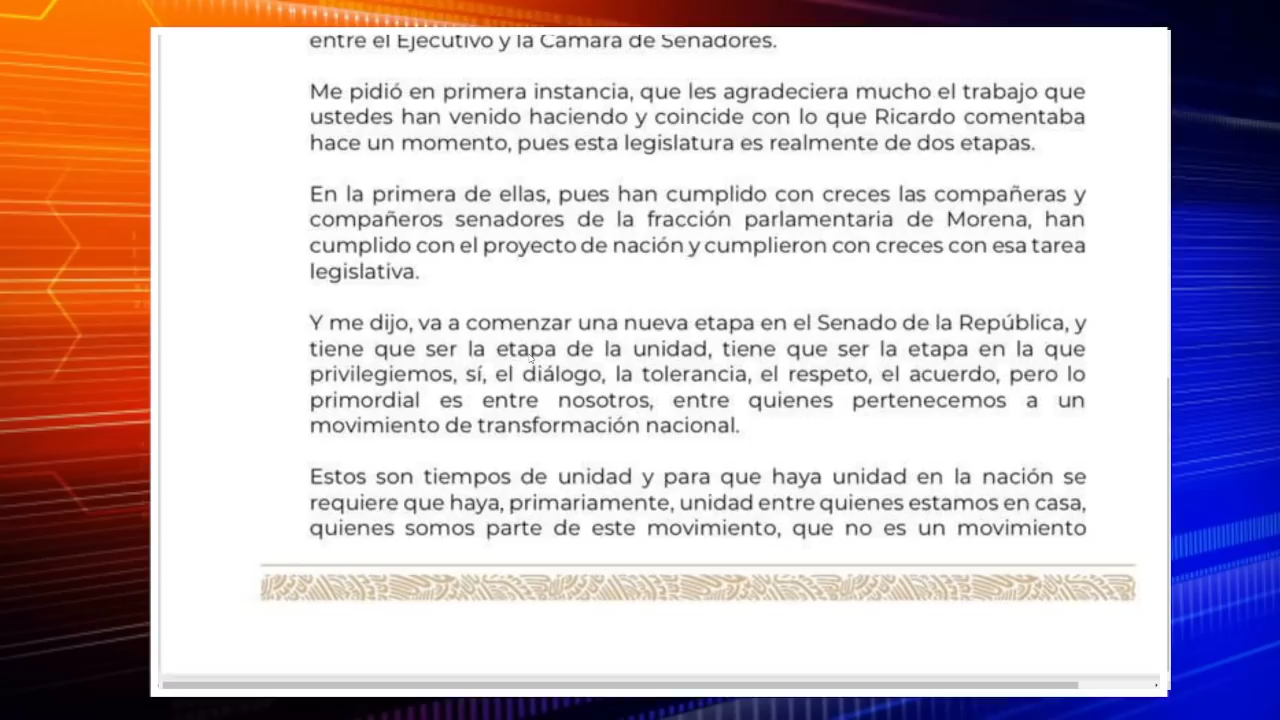 entre el Ejecutivo y la Cámara de Senadores.
Me pidió en primera instancia, que les agradeciera mucho el trabajo que
ustedes han venido haciendo y coincide con lo que Ricardo comentaba
hace un momento, pues esta legislatura es realmente de dos etapas.
En la primera de ellas, pues han cumplido con creces las compañeras y
compañeros senadores de la fracción parlamentaria de Morena, han
cumplido con el proyecto de nación y cumplieron con creces con esa tarea
legislativa.
Y me dijo, va a comenzar una nueva etapa en el Senado de la República, y
tiene que ser la etapa de la unidad, tiene que ser la etapa en la que
privilegiemos, sí, el diálogo, la tolerancia, el respeto, el acuerdo, pero lo
primordial es entre nosotros, entre quienes pertenecemos a un
movimiento de transformación nacional.
Estos son tiempos de unidad y para que haya unidad en la nación se
requiere que haya, primariamente, unidad entre quienes estamos en casa,
quienes somos parte de este movimiento, que no es un movimiento